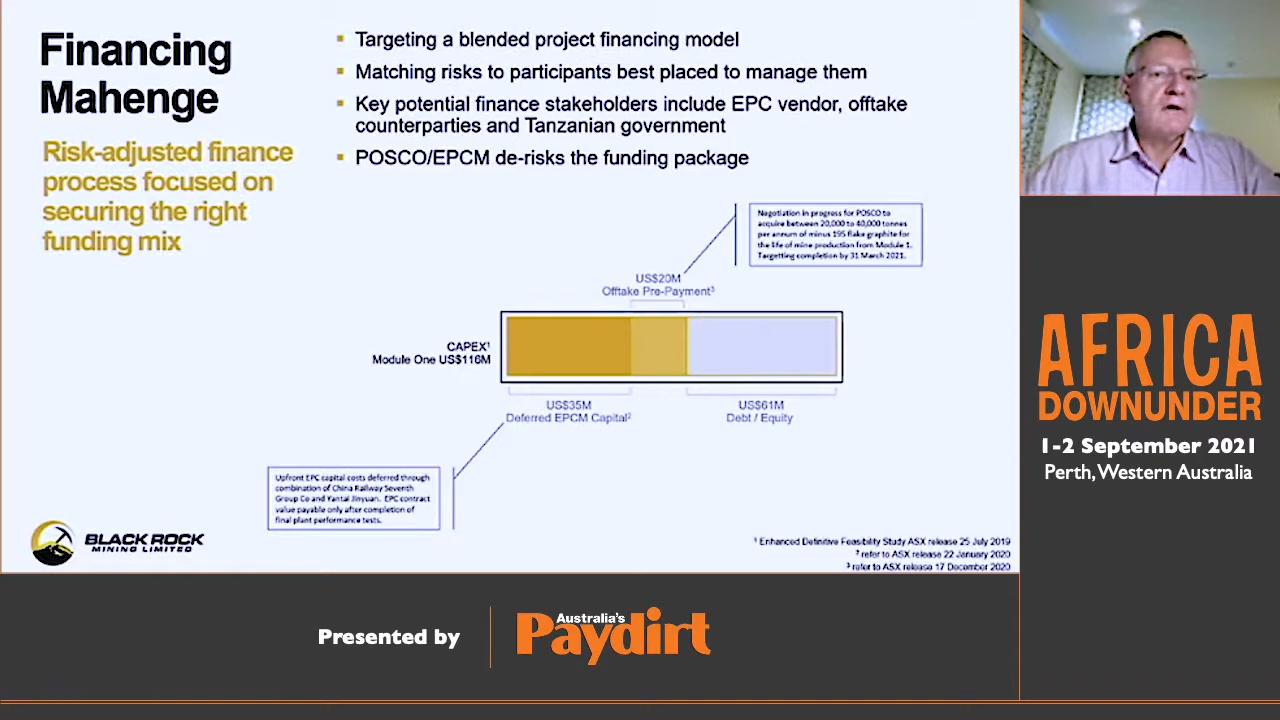 Financing
Mahenge
Risk-adjusted finance
process focused on
securing the right
funding mix
▪ Targeting a blended project financing model
▪ Matching risks to participants best placed to manage them
▪ Key potential finance stakeholders include EPC vendor, offtake
counterparties and Tanzanian government
▪ POSCO/EPCM de-risks the funding package
Negotiation in progress for POSCO to
acquire between 20,000 to 40,000 tonnes
per annum of minus 195 flake graphite for
the life of mine production from Module 1.
Targetting completion by 31 March 2021.
US$20M
Offtake Pre-Payment³
CAPEX¹
Module One US$116M
US$35M
Deferred EPCM Capital²
US$61M
Debt / Equity
Upfront EPC capital costs deferred through
combination of China Railway Seventh
Group Co and Yantai Jinyuan. EPC contract
value payable only after completion of
final plant performance tests.
BLACK ROCK
MINING LIMITED
¹ Enhanced Definitive Feasibility Study ASX release 25 July 2019
² refer to ASX release 22 January 2020
³ refer to ASX release 17 December 2020
AFRICA
DOWNUNDER
1-2 September 2021
Perth, Western Australia
Presented by
Australia's
Paydirt